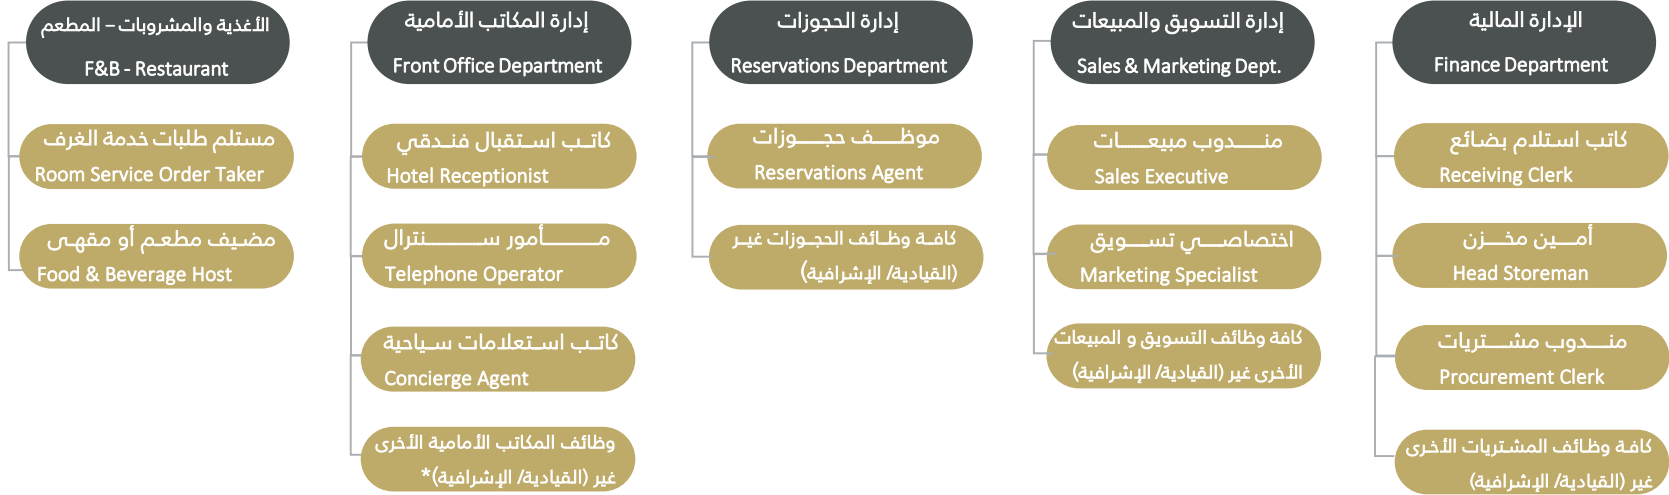 الإدارة المالية
Finance Department
كاتب استلام بضائع
Receiving Clerk
أمين مخزن
Head Storeman
مندوب مشتريات
Procurement Clerk
كافة وظائف المشتريات الأخرى
غير (القيادية/ الإشرافية)
إدارة التسويق والمبيعات
Sales & Marketing Dept.
مندوب مبيعات
Sales Executive
اختصاصي تسويق
Marketing Specialist
كافة وظائف التسويق و المبيعات
الأخرى غير (القيادية/ الإشرافية)
إدارة الحجوزات
Reservations Department
موظف حجوزات
Reservations Agent
كافة وظائف الحجوزات غير
(القيادية/ الإشرافية)
إدارة المكاتب الأمامية
Front Office Department
كاتب استقبال فندقي
Hotel Receptionist
مأمور سنترال
Telephone Operator
كاتب استعلامات سياحية
Concierge Agent
وظائف المكاتب الأمامية الأخرى
غير (القيادية/ الإشرافية)*
الأغذية والمشروبات – المطعم
F&B - Restaurant
مستلم طلبات خدمة الغرف
Room Service Order Taker
مضيف مطعم أو مقهى
Food & Beverage Host